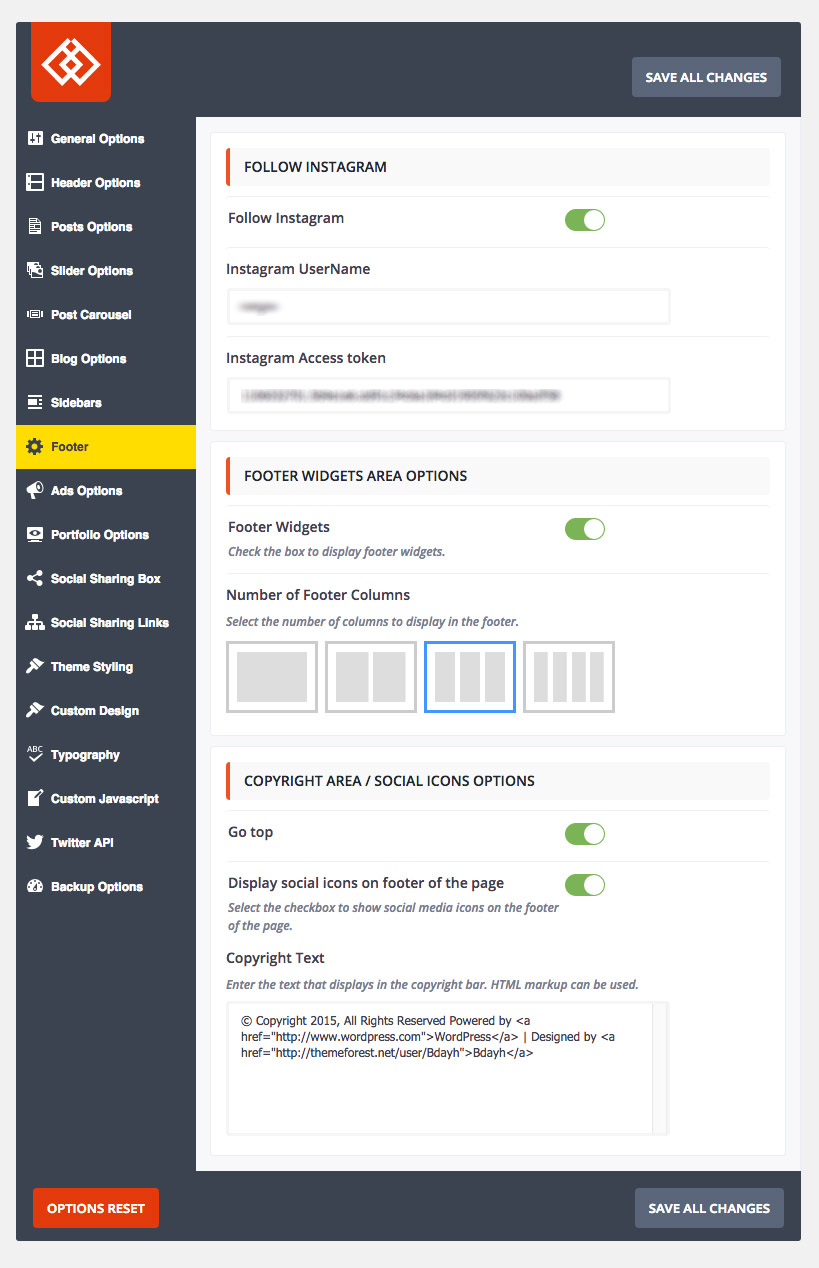 SAVE ALL CHANGES
General Options
Header Options
Posts Options
Slider Options
Post Carousel
Blog Options
Sidebars
Footer
Ads Options
Portfolio Options
Social Sharing Box
Social Sharing Links
Theme Styling
Custom Design
ABC
Typography
Custom Javascript
Twitter API
Backup Options
FOLLOW INSTAGRAM
Follow Instagram
Instagram UserName
Instagram Access token
FOOTER WIDGETS AREA OPTIONS
Footer Widgets
Check the box to display footer widgets.
Number of Footer Columns
Select the number of columns to display in the footer.
COPYRIGHT AREA / SOCIAL ICONS OPTIONS
Go top
Display social icons on footer of the page
Select the checkbox to show social media icons on the footer
of the page.
Copyright Text
Enter the text that displays in the copyright bar. HTML markup can be used.
© Copyright 2015, All Rights Reserved Powered by <a
href="http://www.wordpress.com">WordPress</a> | Designed by <a
href="http://themeforest.net/user/Bdayh">Bdayh</a>
OPTIONS RESET
SAVE ALL CHANGES